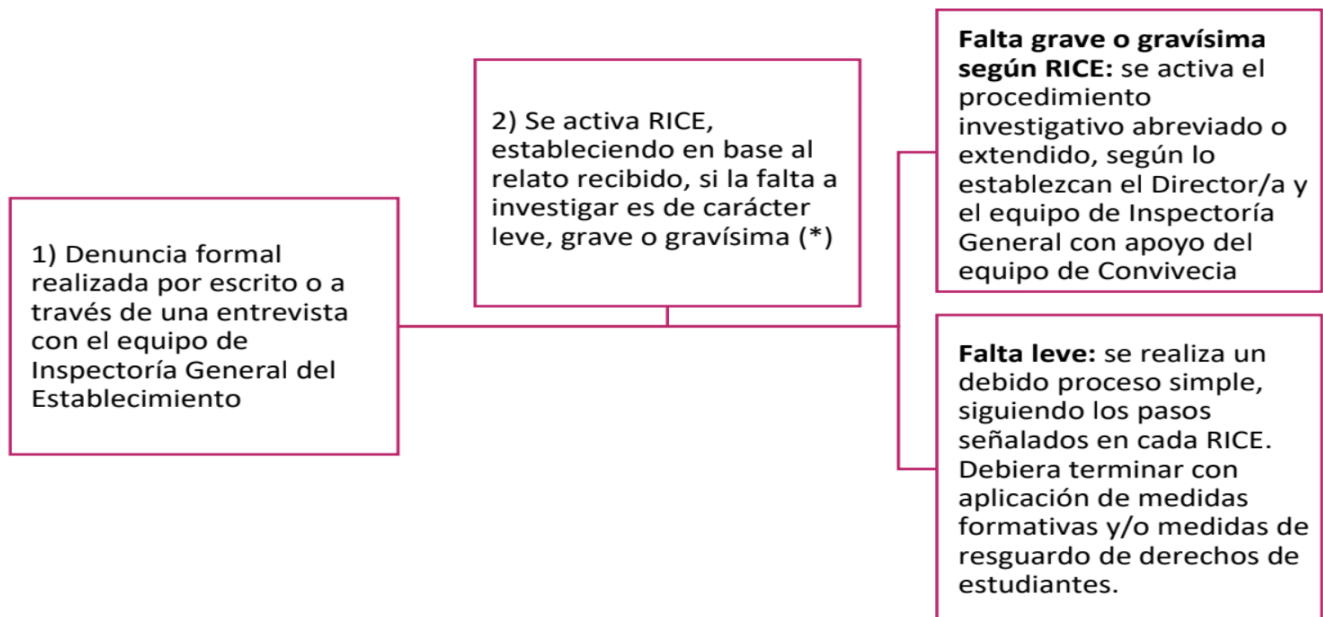 1) Denuncia formal
realizada por escrito o a
través de una entrevista
con el equipo de
Inspectoría General del
Establecimiento
2) Se activa RICE,
estableciendo en base al
relato recibido, si la falta a
investigar es de carácter
leve, grave o gravísima (*)
Falta grave o gravísima
según RICE: se activa el
procedimiento
investigativo abreviado o
extendido, según lo
establezcan el Director/a y
el equipo de Inspectoría
General con apoyo del
equipo de Convivecia
Falta leve: se realiza un
debido proceso simple,
siguiendo los pasos
señalados en cada RICE.
Debiera terminar con
aplicación de medidas
formativas y/o medidas de
resguardo de derechos de
estudiantes.